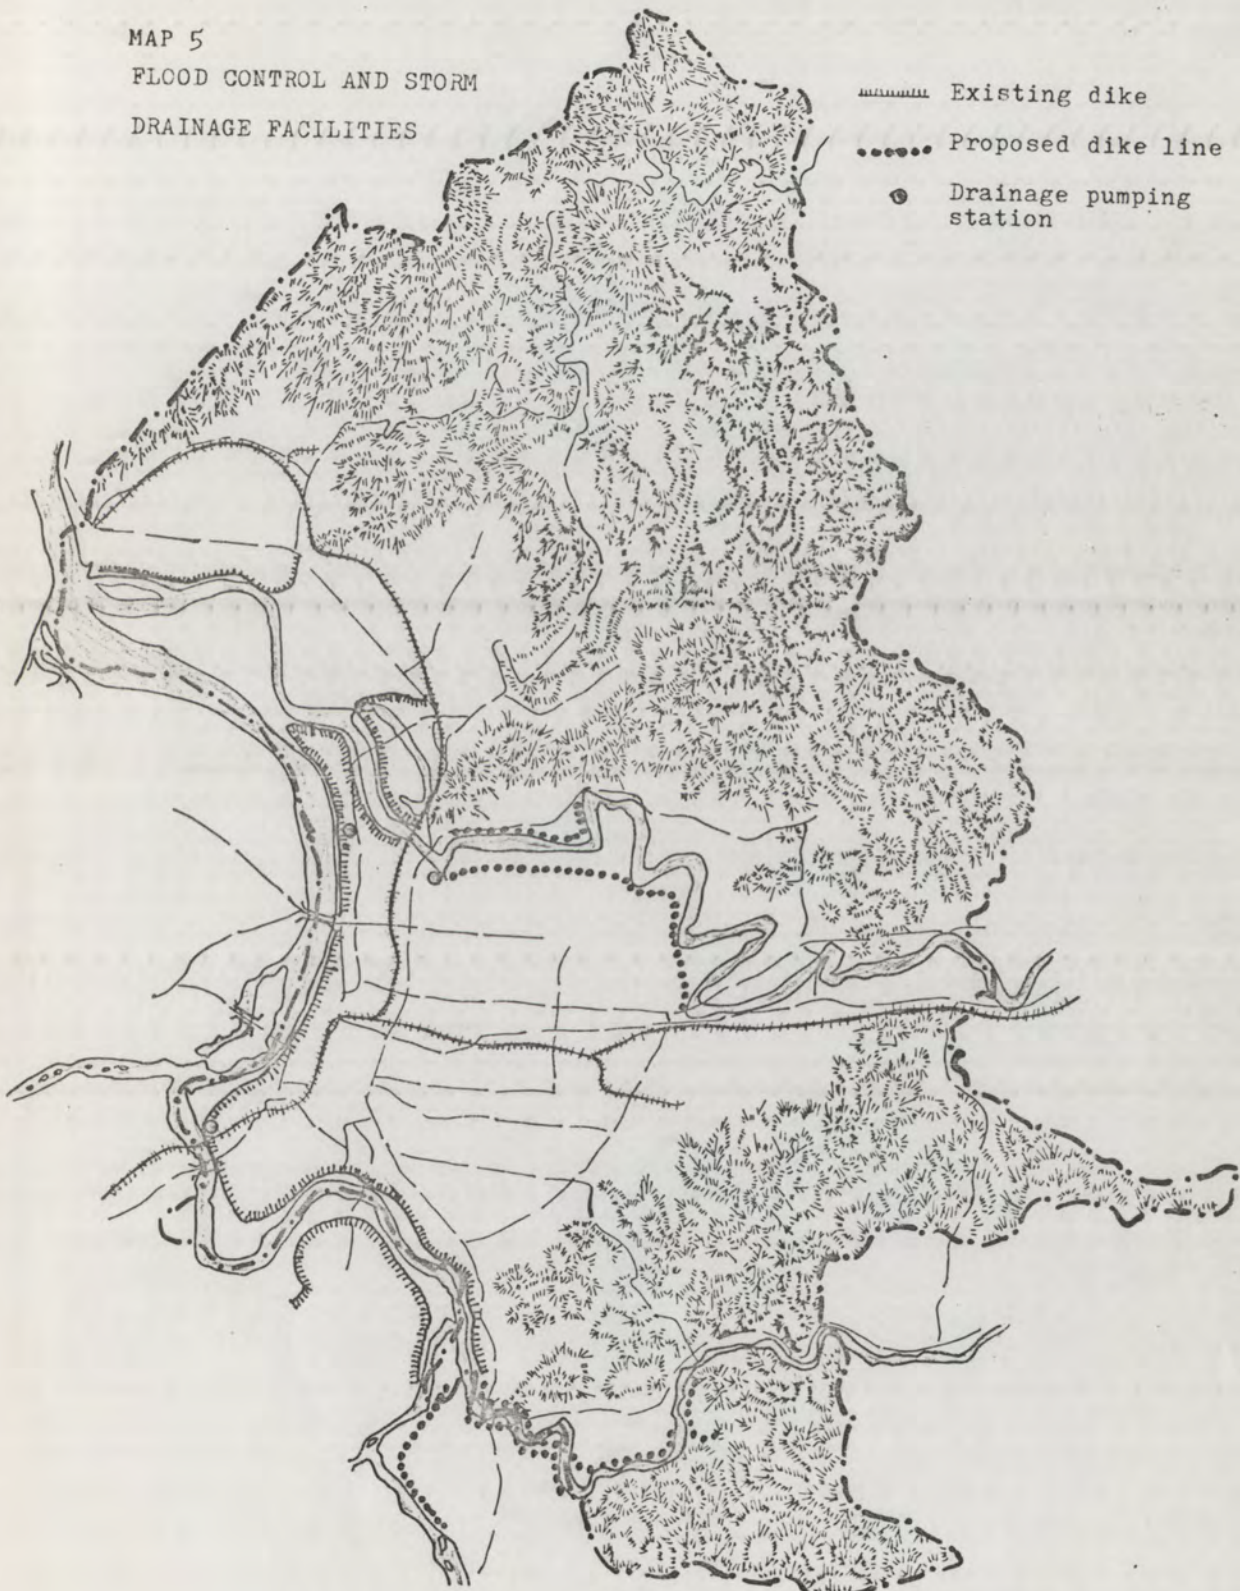 MAP 5
FLOOD CONTROL AND STORM
DRAINAGE FACILITIES
Existing dike
Proposed dike line
Drainage pumping
station